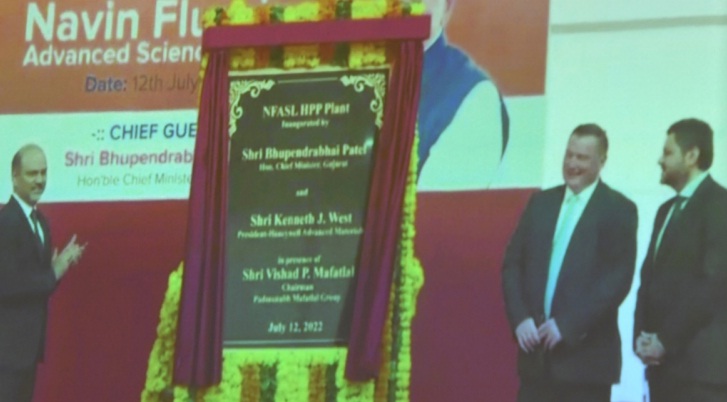 Navin Flu
Advanced Scienc
Date: 12th July
-:: CHIEF GUE
Shri Bhupendrab
Hon'ble Chief Ministe
NFASL HPP Plant
Inaugurated by
Shri Bhupendrabhai Patel
Hon. Chief Minister, Gujarat
and
Shri Kenneth J. West
President-Honeywell Advanced Materials
in presence of
Shri Vishad P. Mafatlal
Chairman
Padmanabh Mafatlal Group
July 12, 2022